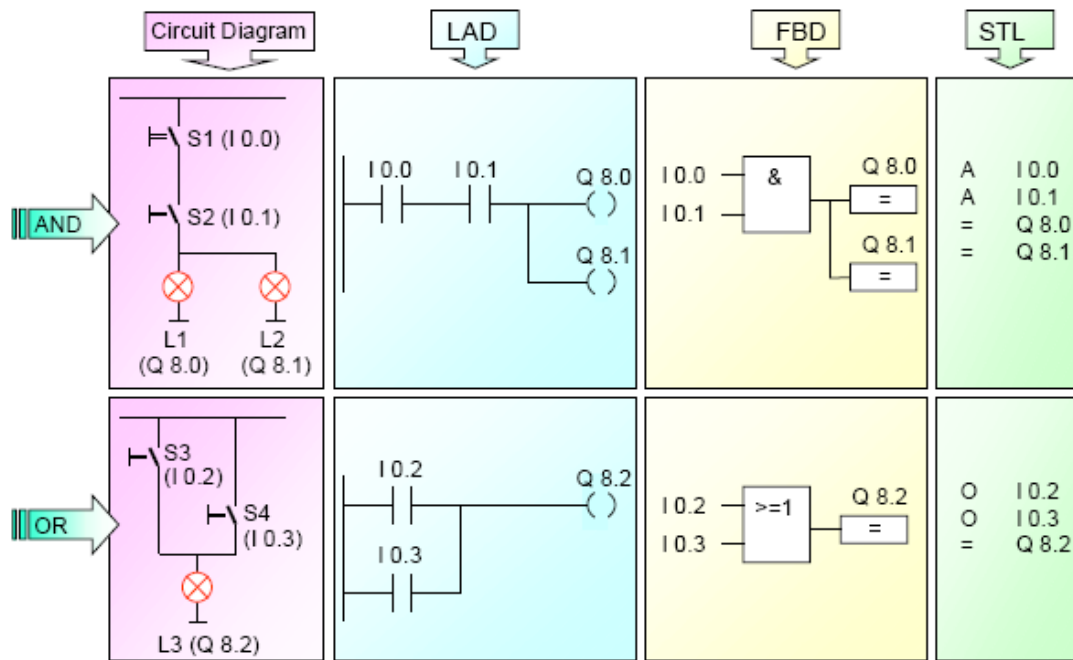 Circuit Diagram
LAD
FBD
STL
AND
S1 (I 0.0)
S2 (I 0.1)
L1
(Q 8.0)
L2
(Q 8.1)
I 0.0
I 0.1
Q 8.0
( )
Q 8.1
( )
I 0.0
I 0.1
&
Q 8.0
=
Q 8.1
=
A I 0.0
A I 0.1
= Q 8.0
= Q 8.1
OR
S3
(I 0.2)
S4
(I 0.3)
L3 (Q 8.2)
I 0.2
Q 8.2
( )
I 0.3
I 0.2
I 0.3
>=1
Q 8.2
=
O I 0.2
O I 0.3
= Q 8.2